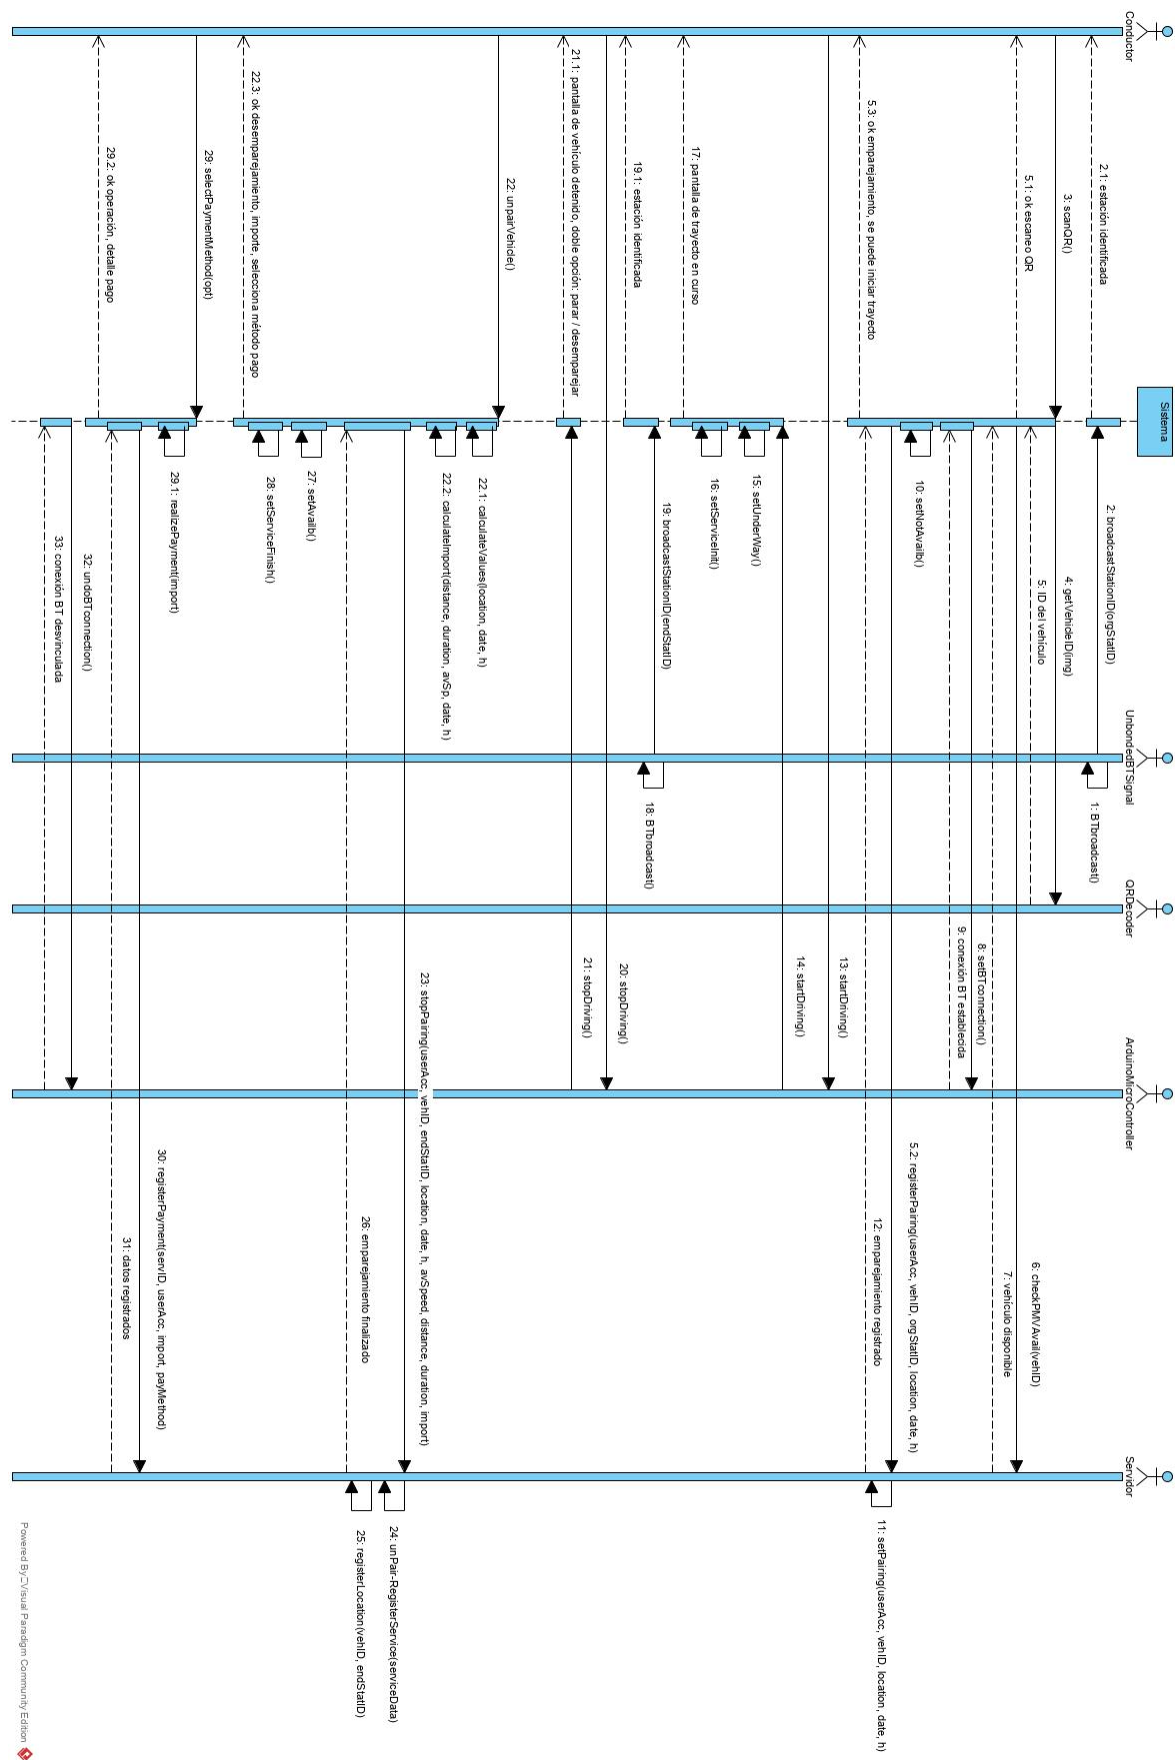 Conductor
Sistema
UnbondedBTSignal
QRDecoder
ArduinoMicroController
Servidor
1: BTbroadcast()
2: broadcastStationID(orgStatID)
2.1: estación identificada
3: scanQR()
4: getVehicleID(img)
5: ID del vehículo
5.1: ok escaneo QR
6: checkPMVAvail(vehID)
7: vehículo disponible
8: setBTconnection()
9: conexión BT establecida
10: setNotAvailb()
5.2: registerPairing(userAcc, vehID, orgStatID, location, date, h)
11: setPairing(userAcc, vehID, location, date, h)
12: emparejamiento registrado
5.3: ok emparejamiento, se puede iniciar trayecto
13: startDriving()
14: startDriving()
15: setUnderWay()
16: setServiceInit()
17: pantalla de trayecto en curso
18: BTbroadcast()
19: broadcastStationID(endStatID)
19.1: estación identificada
20: stopDriving()
21: stopDriving()
21.1: pantalla de vehículo detenido, doble opción: parar / desemparejar
22: unpairVehicle()
22.1: calculateValues(location, date, h)
22.2: calculateImport(distance, duration, avSp, date, h)
23: stopPairing(userAcc, vehID, endStatID, location, date, h, avSpeed, distance, duration, import)
24: unPair-RegisterService(serviceData)
25: registerLocation(vehID, endStatID)
26: emparejamiento finalizado
27: setAvailb()
28: setServiceFinish()
22.3: ok desemparejamiento, importe, selecciona método pago
29: selectPaymentMethod(opt)
29.1: realizePayment(import)
30: registerPayment(servID, userAcc, import, payMethod)
31: datos registrados
29.2: ok operación, detalle pago
32: undoBTconnection()
33: conexión BT desvinculada
Powered By Visual Paradigm Community Edition